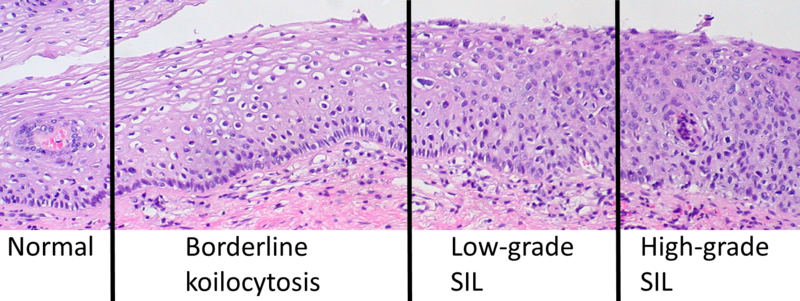 Normal
Borderline
koilocytosis
Low-grade
SIL
High-grade
SIL